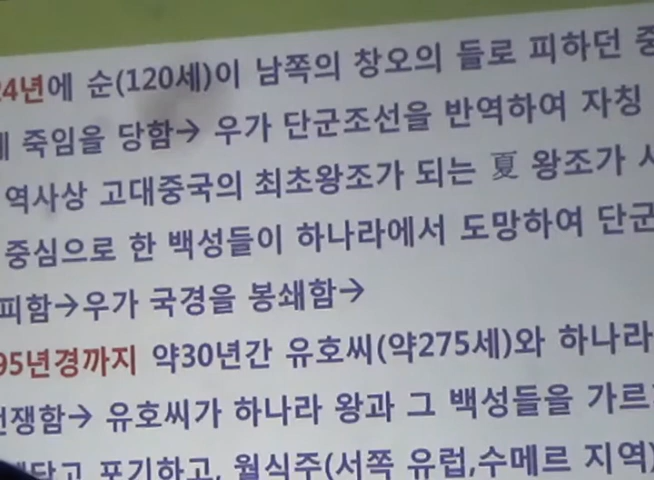 24년에 순(120세)이 남쪽의 창오의 들로 피하던 중
죽임을 당함→ 우가 단군조선을 반역하여 자칭
역사상 고대중국의 최초왕조가 되는 夏 왕조가
중심으로 한 백성들이 하나라에서 도망하여 단군
피함→우가 국경을 봉쇄함→
95년경까지 약30년간 유호씨(약275세)와 하나라
전쟁함→ 유호씨가 하나라 왕과 그 백성들을 가르
포기하고, 월식주(서쪽 유럽,수메르 지역)